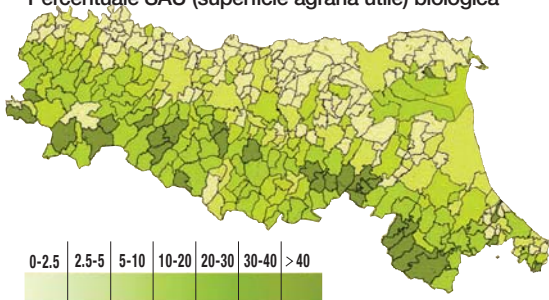 Percentuale SAU (superficie agraria utile) biologica
0-2.5 2.5-5 5-10 10-20 20-30 30-40 >40